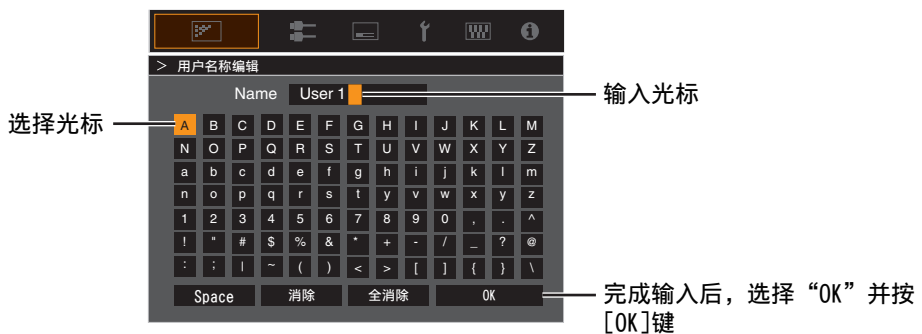 > 用户名称编辑
Name User 1
输入光标
选择光标
A B C D E F G H I J K L M
N O P Q R S T U V W X Y Z
a b c d e f g h i j k l m
n o p q r s t y v w x y z
1 2 3 4 5 6 7 8 9 0 , . ^
! " # $ % & * + - / _ ? @
: ; | ~ ( ) < > [ ] { } \
Space 消除 全消除 OK
完成输入后，选择“OK”并按
[OK]键